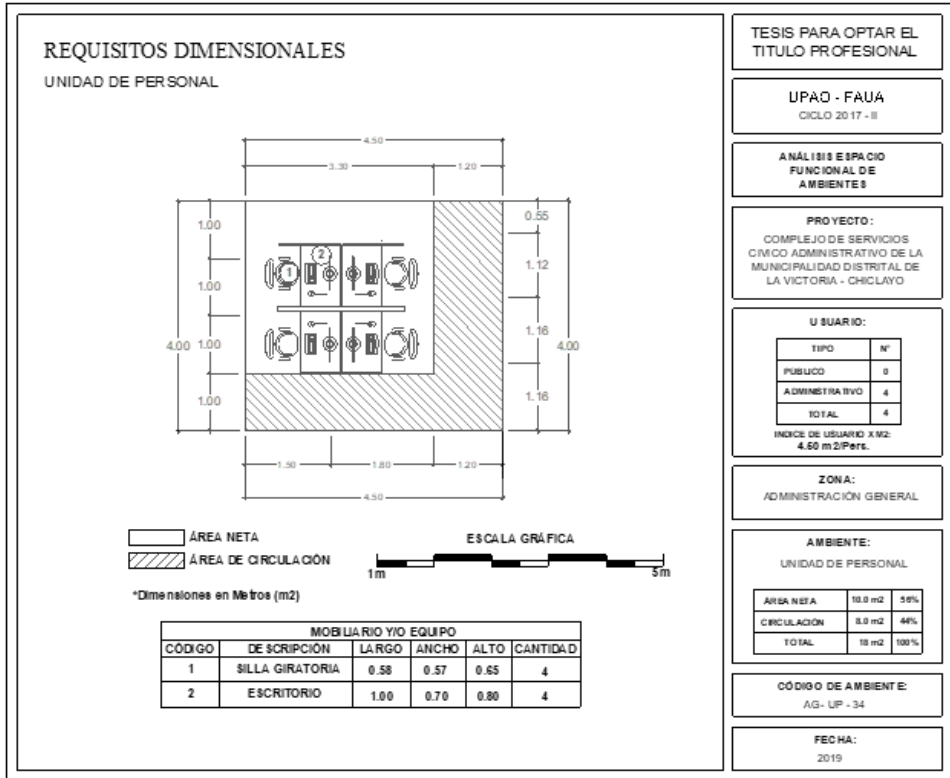 REQUISITOS DIMENSIONALES
UNIDAD DE PERSONAL
4.50
3.30
1.20
1.00
1.00
1.00
1.00
4.00
0.55
1.12
1.16
1.16
4.00
1
2
1.50
1.80
1.20
4.50
ÁREA NETA
ÁREA DE CIRCULACIÓN
*Dimensiones en Metros (m2)
ESCALA GRÁFICA
1m
5m
MOBILIARIO Y/O EQUIPO
CÓDIGO DESCRIPCIÓN LARGO ANCHO ALTO CANTIDAD
1 SILLA GIRATORIA 0.58 0.57 0.65 4
2 ESCRITORIO 1.00 0.70 0.80 4
TESIS PARA OPTAR EL
TITULO PROFESIONAL
UPAO - FAUA
CICLO 2017 - II
ANÁLISIS ESPACIO
FUNCIONAL DE
AMBIENTES
PROYECTO:
COMPLEJO DE SERVICIOS
CIVICO ADMINISTRATIVO DE LA
MUNICIPALIDAD DISTRITAL DE
LA VICTORIA - CHICLAYO
USUARIO:
TIPO N°
PÚBLICO 0
ADMINISTRATIVO 4
TOTAL 4
INDICE DE USUARIO X M2:
4.50 m2/Pers.
ZONA:
ADMINISTRACIÓN GENERAL
AMBIENTE:
UNIDAD DE PERSONAL
ÁREA NETA 10.0 m2 56%
CIRCULACIÓN 8.0 m2 44%
TOTAL 18 m2 100%
CÓDIGO DE AMBIENTE:
AG- UP - 34
FECHA:
2019